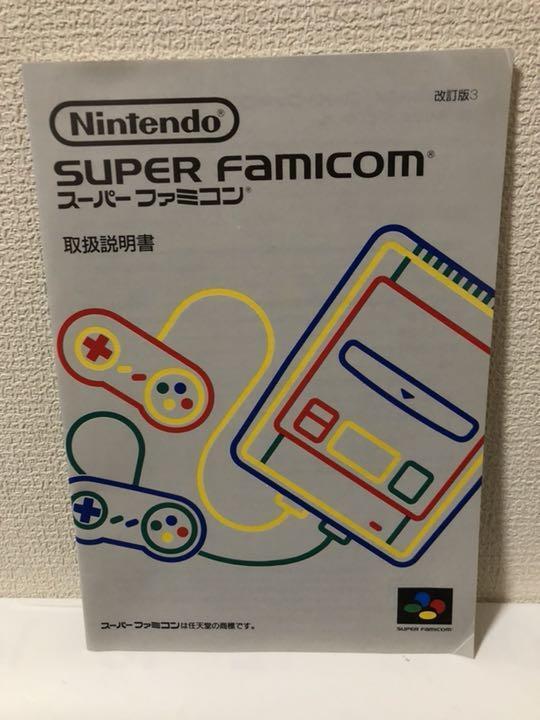 改訂版3
Nintendo®
SUPER FAMICOM®
スーパーファミコン®
取扱説明書
スーパーファミコンは任天堂の商標です。
SUPER FAMICOM